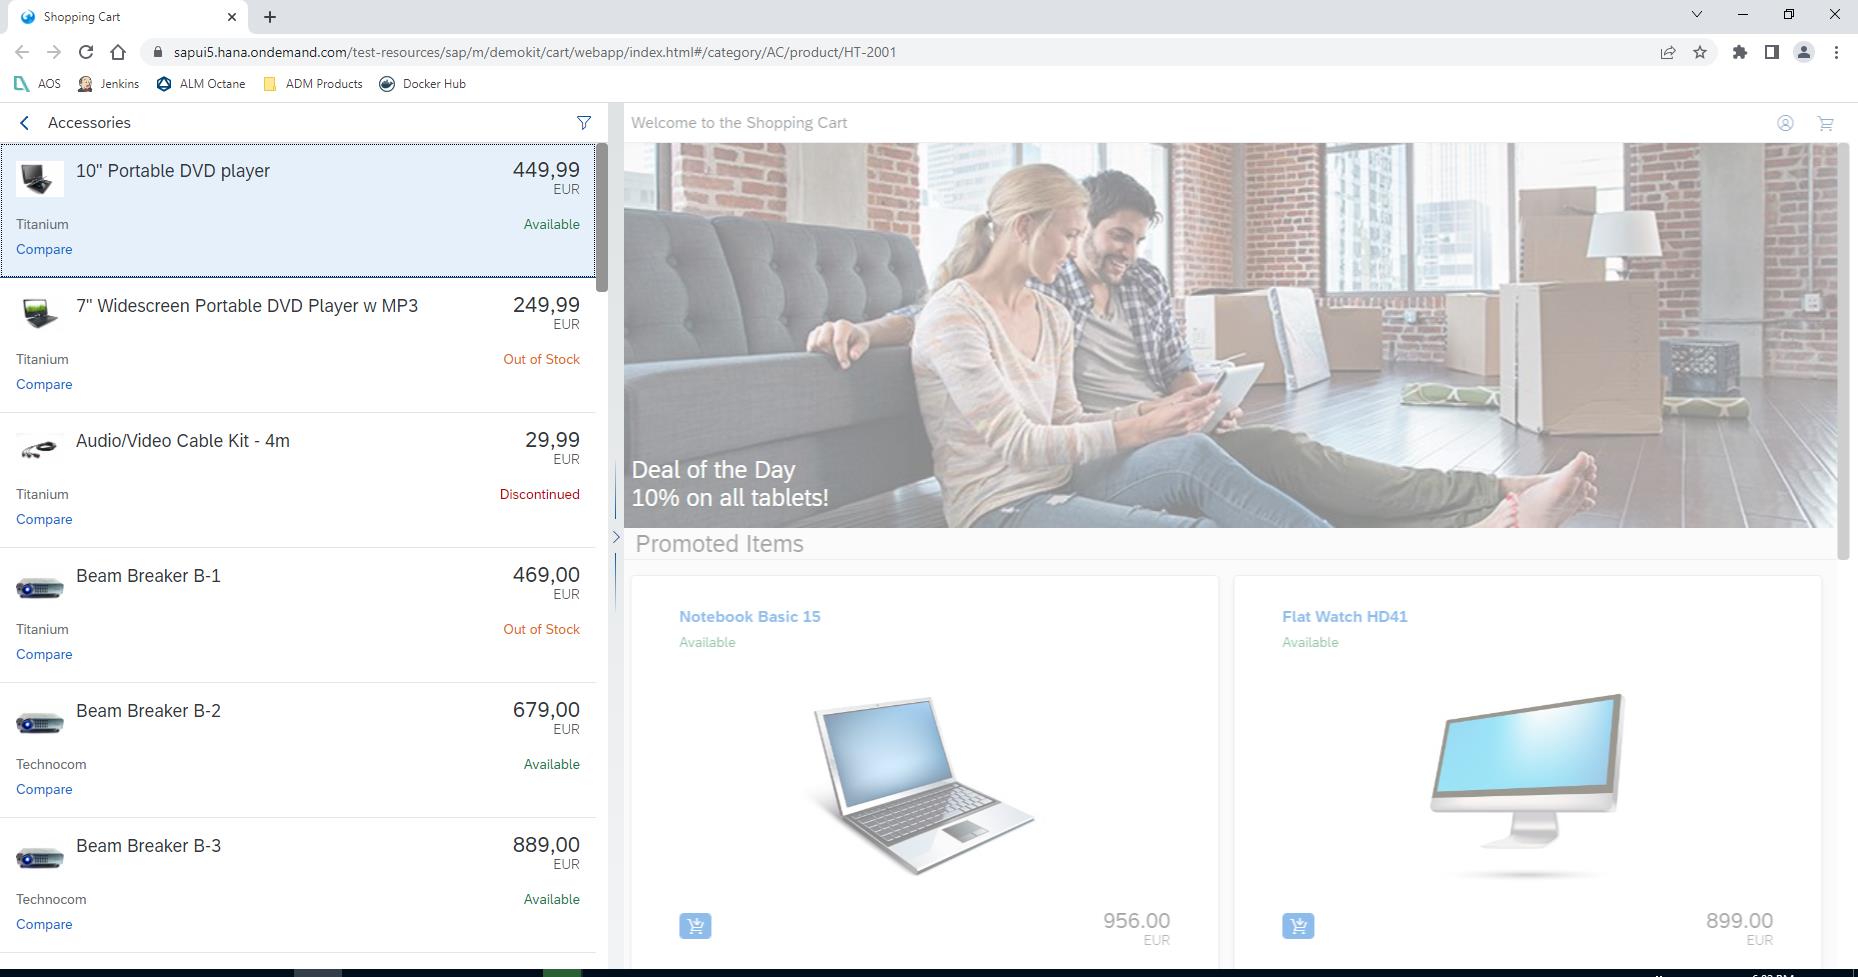 Shopping Cart
sapui5.hana.ondemand.com/test-resources/sap/m/demokit/cart/webapp/index.html#/category/AC/product/HT-2001
AOS Jenkins ALM Octane ADM Products Docker Hub
Accessories
10" Portable DVD player 449,99
EUR
Titanium Available
Compare
7" Widescreen Portable DVD Player w MP3 249,99
EUR
Titanium Out of Stock
Compare
Audio/Video Cable Kit - 4m 29,99
EUR
Titanium Discontinued
Compare
Beam Breaker B-1 469,00
EUR
Titanium Out of Stock
Compare
Beam Breaker B-2 679,00
EUR
Technocom Available
Compare
Beam Breaker B-3 889,00
EUR
Technocom Available
Compare
Welcome to the Shopping Cart
Deal of the Day
10% on all tablets!
Promoted Items
Notebook Basic 15
Available
956.00
EUR
Flat Watch HD41
Available
899.00
EUR